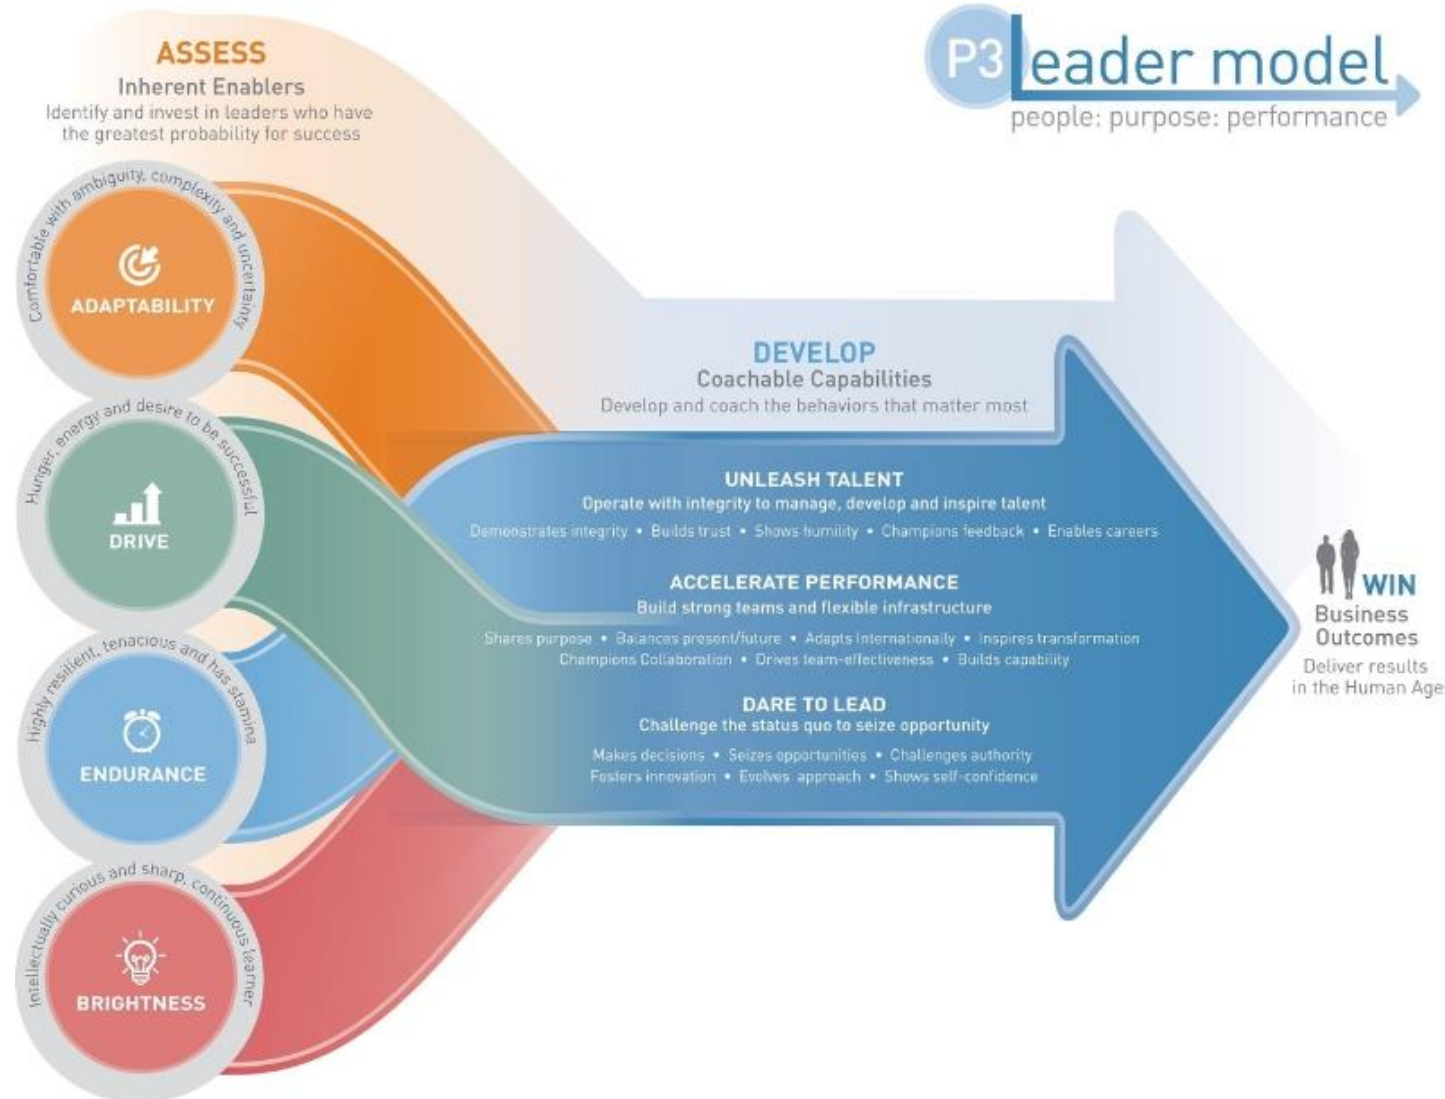 P3 Leader model
people: purpose: performance
ASSESS
Inherent Enablers
Identify and invest in leaders who have
the greatest probability for success
Comfortable with ambiguity, complexity and uncertainty
ADAPTABILITY
Hunger, energy and desire to be successful
DRIVE
Highly resilient, tenacious and has stamina
ENDURANCE
Intellectually curious and sharp, continuous learner
BRIGHTNESS
DEVELOP
Coachable Capabilities
Develop and coach the behaviors that matter most
UNLEASH TALENT
Operate with integrity to manage, develop and inspire talent
Demonstrates integrity • Builds trust • Shows humility • Champions feedback • Enables careers
ACCELERATE PERFORMANCE
Build strong teams and flexible infrastructure
Shares purpose • Balances present/future • Adapts Internationally • Inspires transformation
Champions Collaboration • Drives team-effectiveness • Builds capability
DARE TO LEAD
Challenge the status quo to seize opportunity
Makes decisions • Seizes opportunities • Challenges authority
Fosters innovation • Evolves approach • Shows self-confidence
WIN
Business
Outcomes
Deliver results
in the Human Age